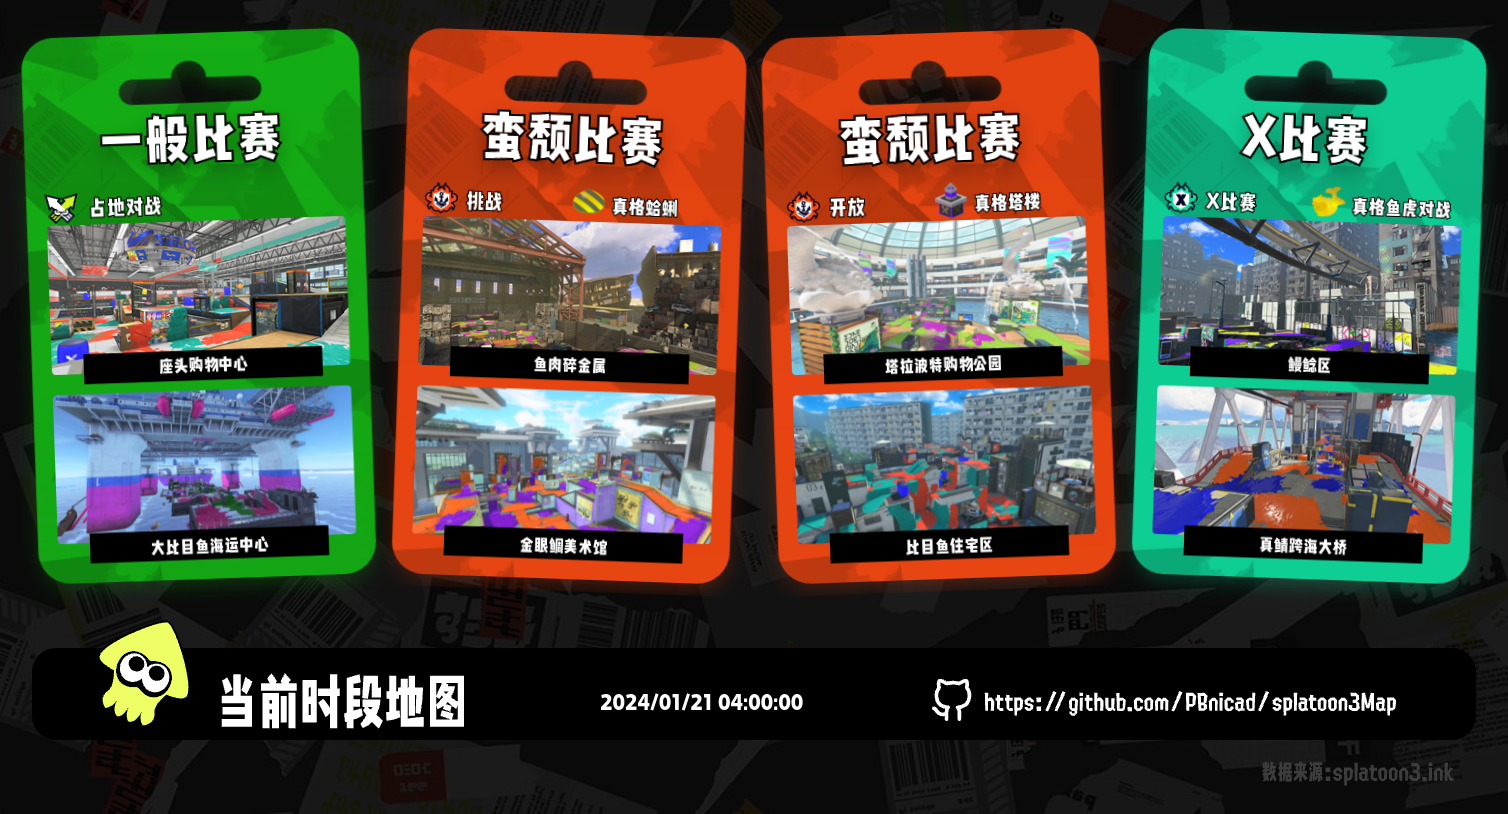 一般比赛
占地对战
座头购物中心
大比目鱼海运中心
蛮颓比赛
挑战
真格蛤蜊
鱼肉碎金属
金眼鲷美术馆
蛮颓比赛
开放
真格塔楼
塔拉波特购物公园
比目鱼住宅区
X比赛
X比赛
真格鱼虎对战
鳗鲶区
真鲭跨海大桥
当前时段地图
2024/01/21 04:00:00
https://github.com/PBnicad/splatoon3Map
数据来源:splatoon3.ink